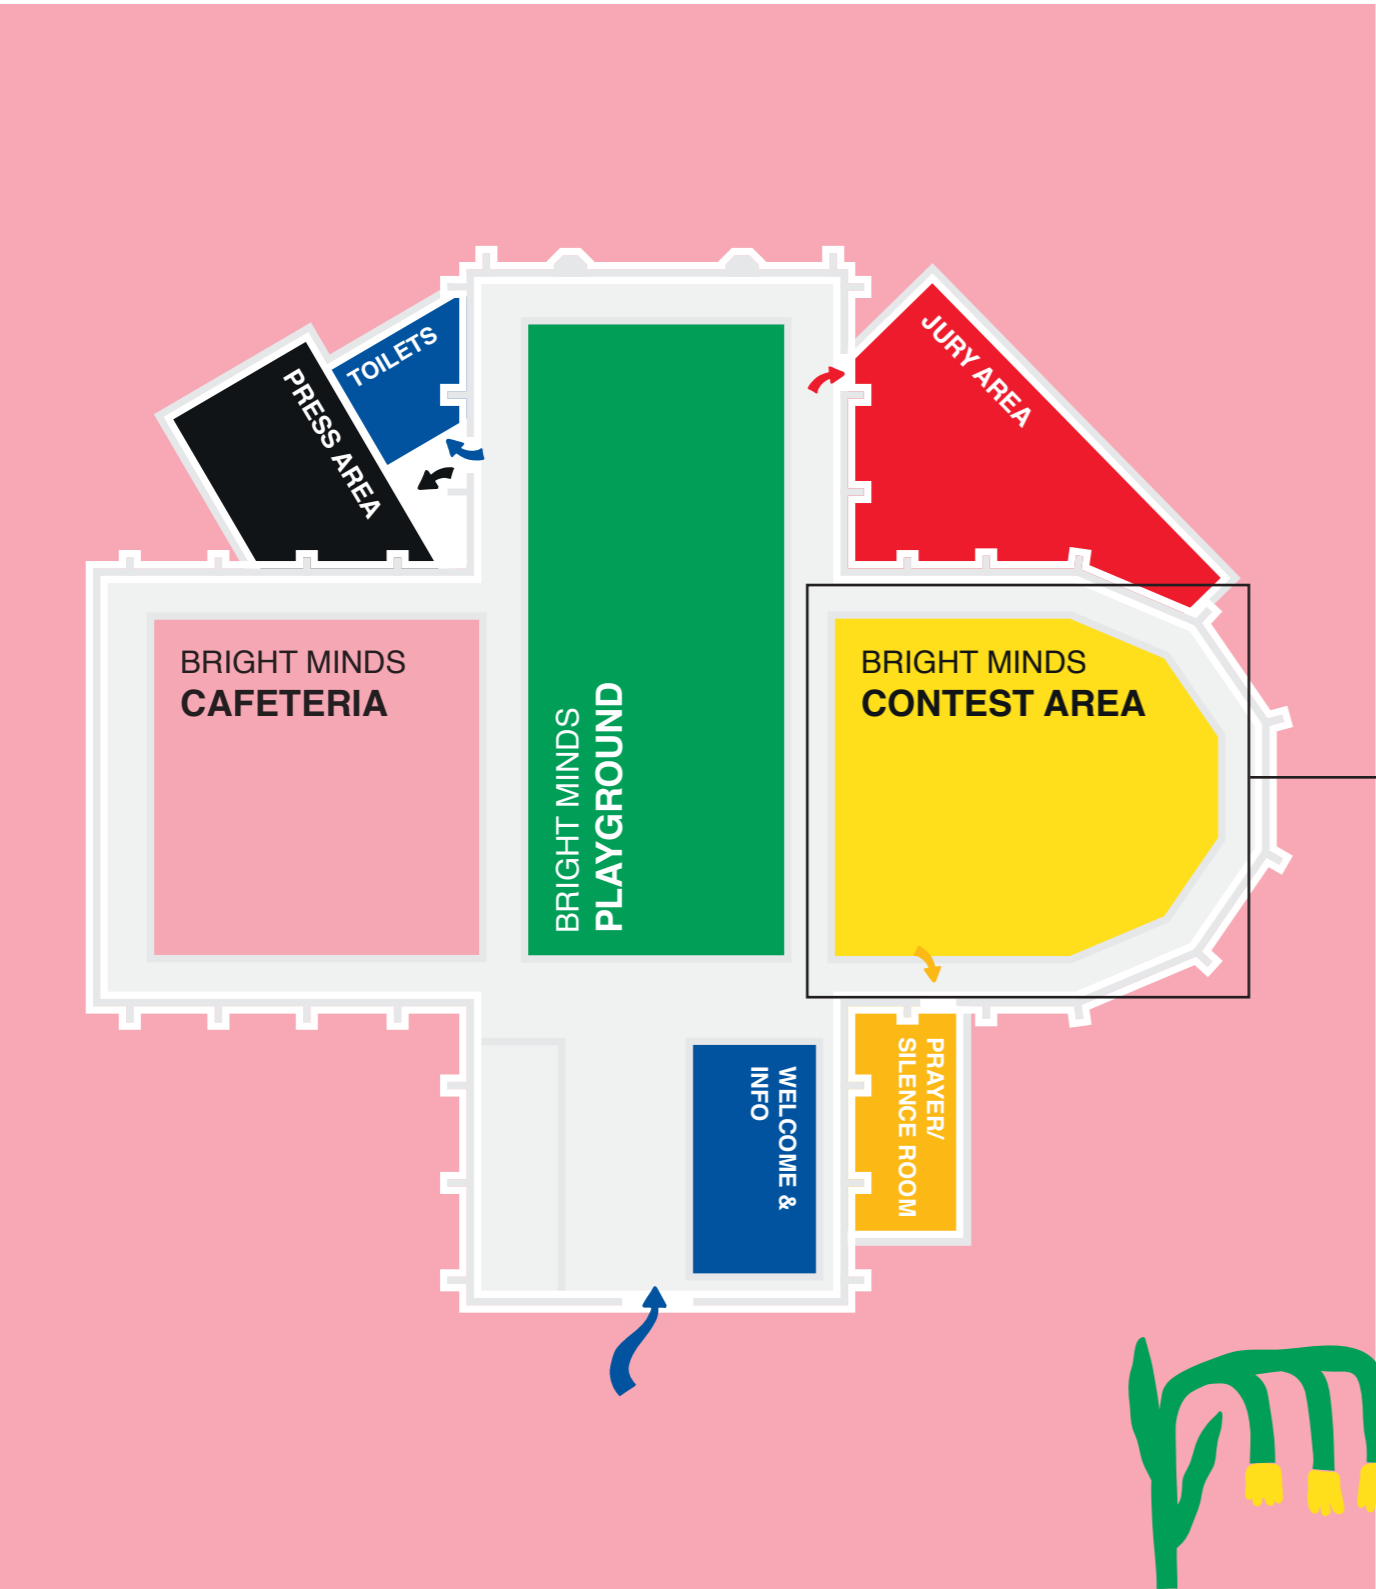 TOILETS
PRESS AREA
JURY AREA
BRIGHT MINDS
CAFETERIA
BRIGHT MINDS
PLAYGROUND
BRIGHT MINDS
CONTEST AREA
WELCOME &
INFO
PRAYER/
SILENCE ROOM